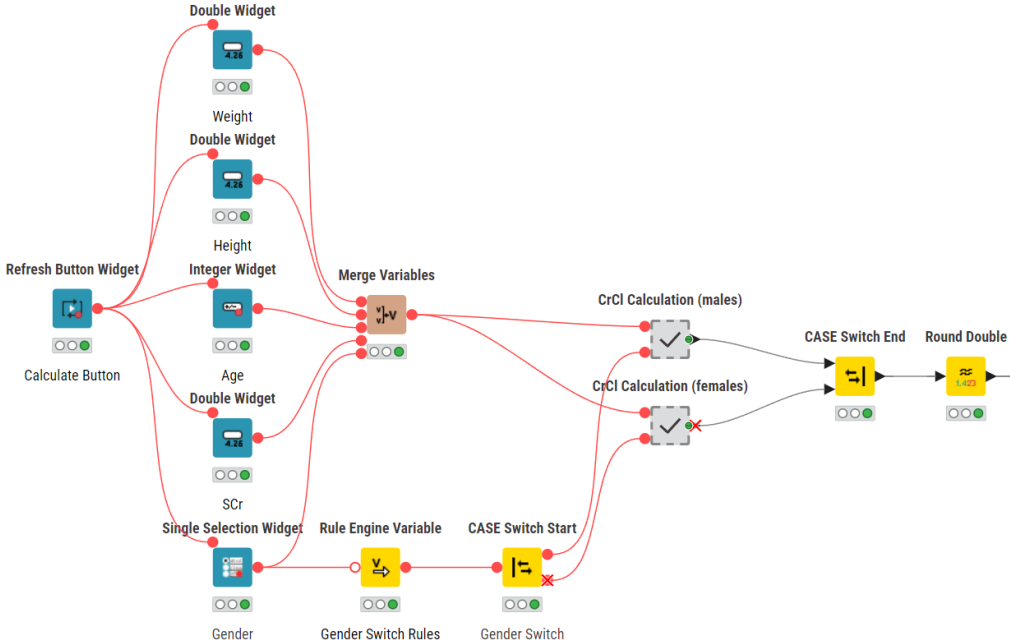 Double Widget
4.26
Weight
Double Widget
4.26
Height
Refresh Button Widget
Calculate Button
Integer Widget
Age
Merge Variables
V
V
V
CrCl Calculation (males)
CrCl Calculation (females)
CASE Switch End
Round Double
1.423
Double Widget
4.26
SCr
Single Selection Widget
Gender
Rule Engine Variable
V
Gender Switch Rules
CASE Switch Start
Gender Switch